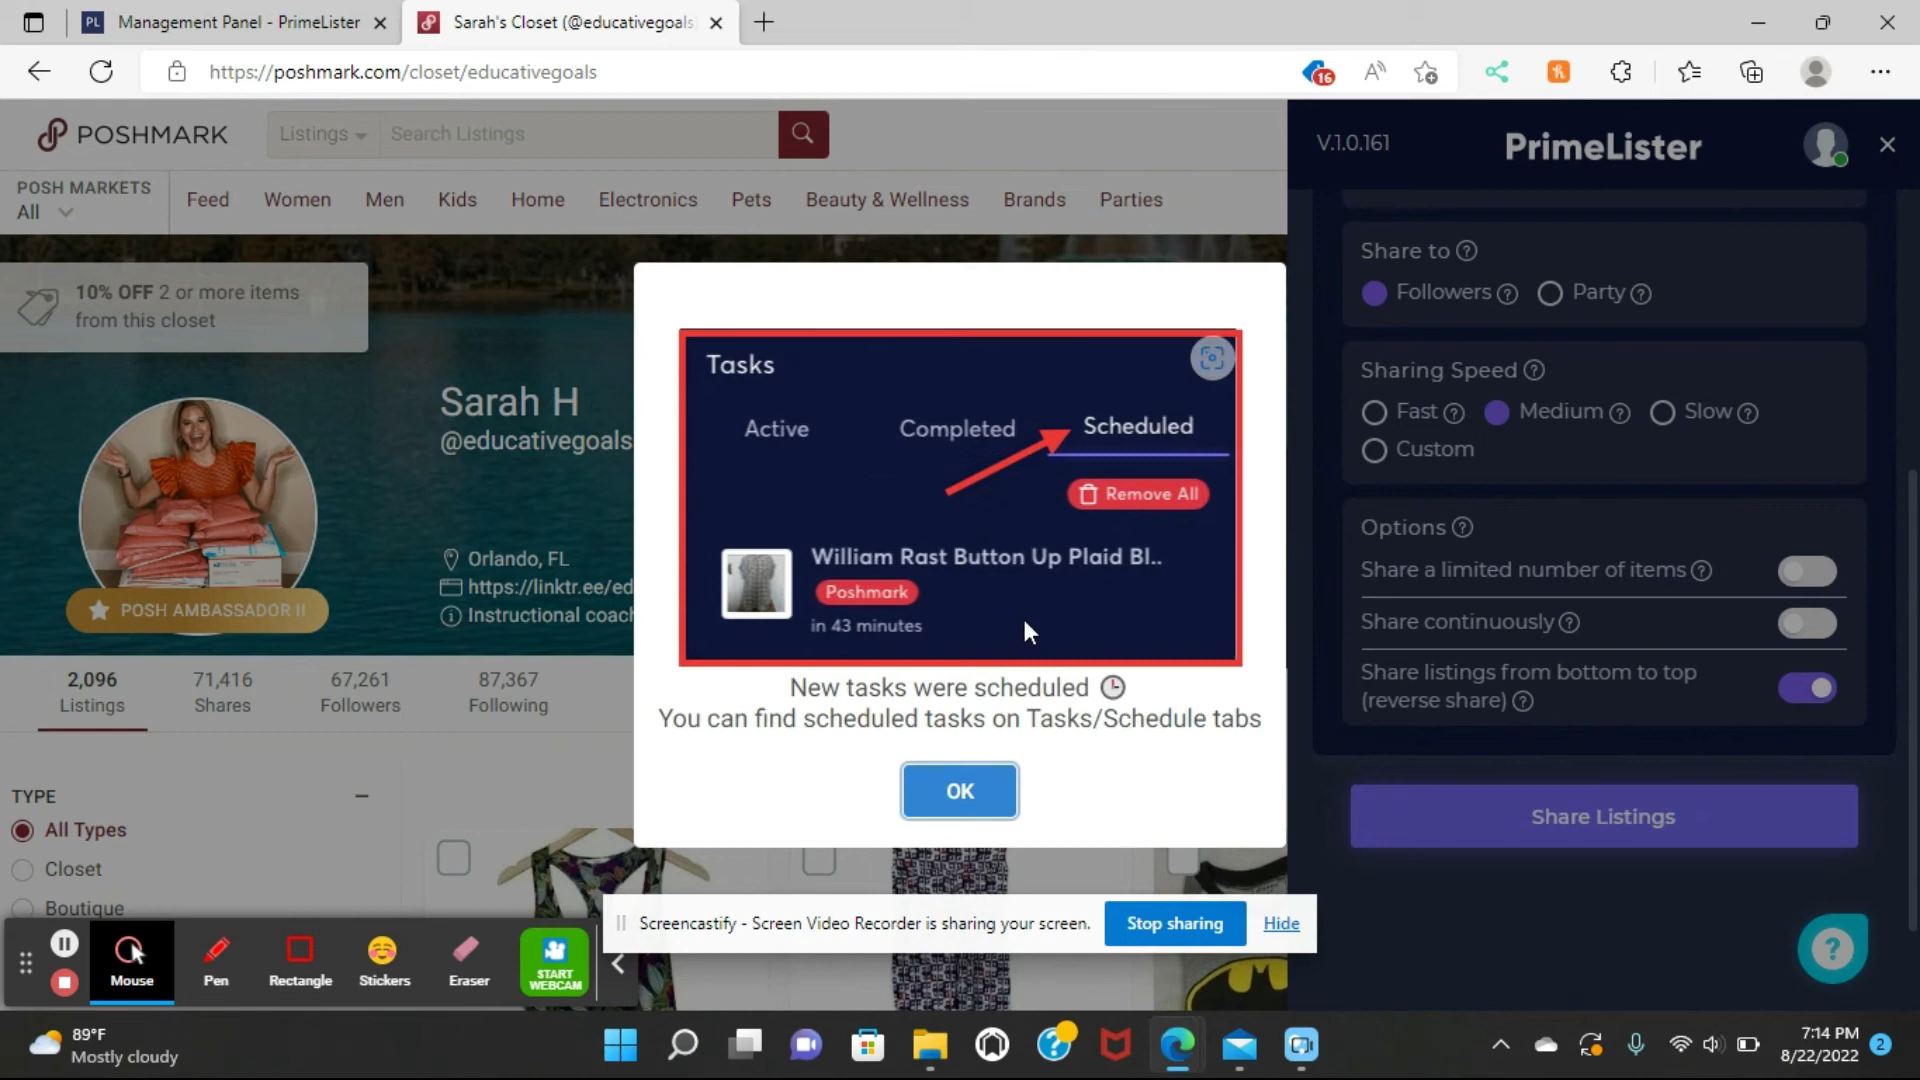 Management Panel - PrimeLister
Sarah's Closet (@educativegoals
https://poshmark.com/closet/educativegoals
16
POSHMARK
Listings
Search Listings
POSH MARKETS
All
Feed
Women
Men
Kids
Home
Electronics
Pets
Beauty & Wellness
Brands
Parties
10% OFF 2 or more items
from this closet
Sarah H
@educativegoals
Orlando, FL
https://linktr.ee/ed
Instructional coach
POSH AMBASSADOR II
2,096
Listings
71,416
Shares
67,261
Followers
87,367
Following
TYPE
All Types
Closet
Boutique
Tasks
Active
Completed
Scheduled
Remove All
William Rast Button Up Plaid Bl..
Poshmark
in 43 minutes
New tasks were scheduled
You can find scheduled tasks on Tasks/Schedule tabs
OK
V.1.0.161
PrimeLister
Share to
Followers
Party
Sharing Speed
Fast
Medium
Slow
Custom
Options
Share a limited number of items
Share continuously
Share listings from bottom to top
(reverse share)
Share Listings
Screencastify - Screen Video Recorder is sharing your screen.
Stop sharing
Hide
Mouse
Pen
Rectangle
Stickers
Eraser
START
WEBCAM
89°F
Mostly cloudy
7:14 PM
8/22/2022
2